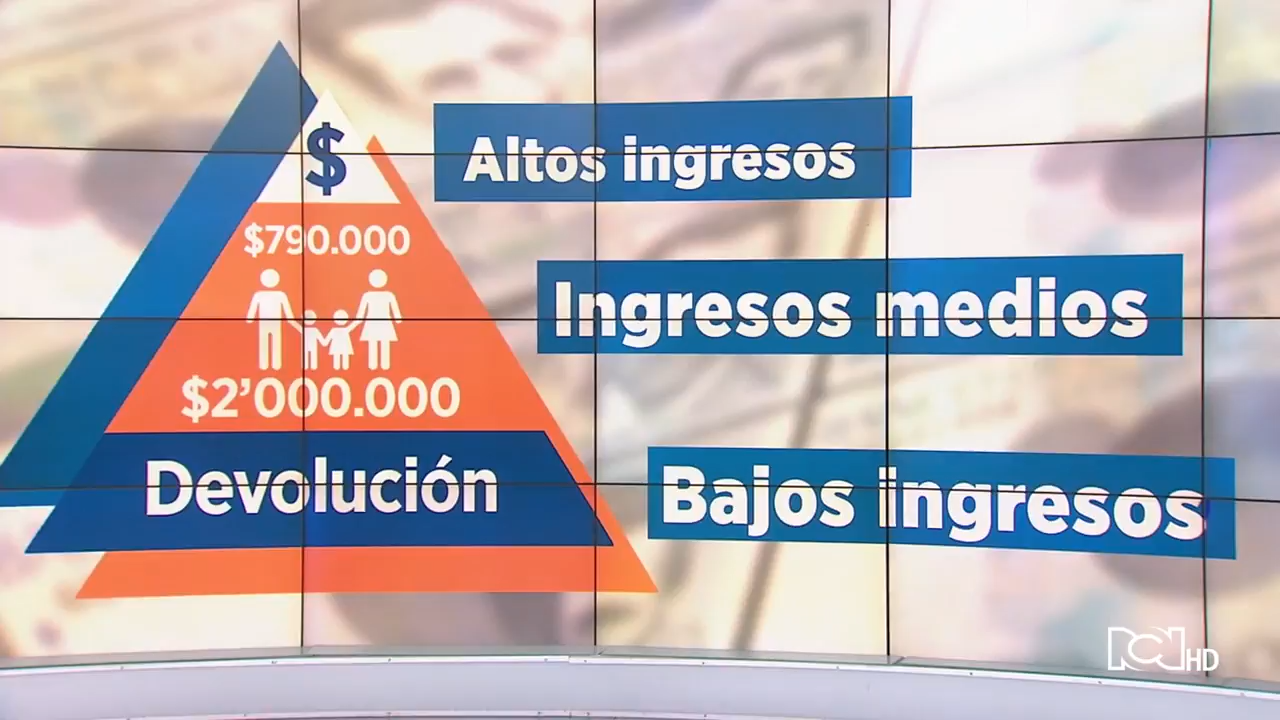 $
Altos ingresos
$790.000
Ingresos medios
$2’000.000
Devolución
Bajos ingresos
RCN HD